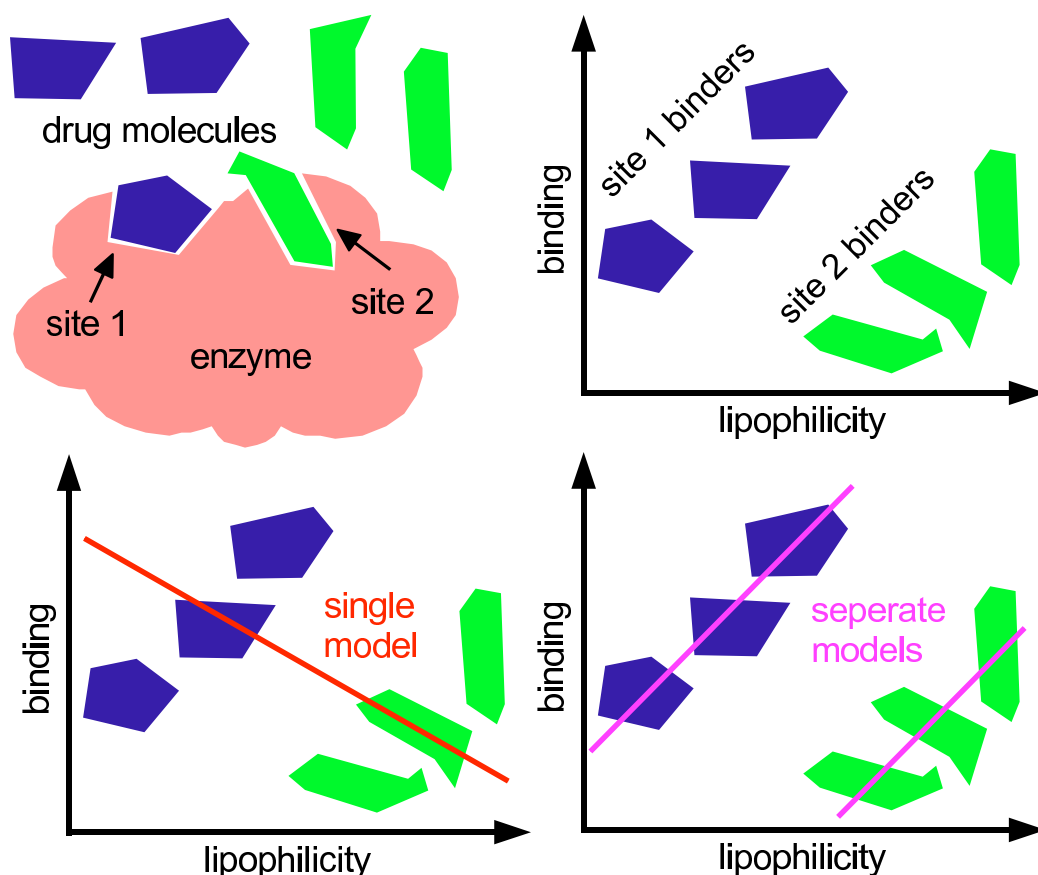 drug molecules
site 1
site 2
enzyme
binding
site 1 binders
site 2 binders
lipophilicity
binding
single
model
lipophilicity
binding
seperate
models
lipophilicity